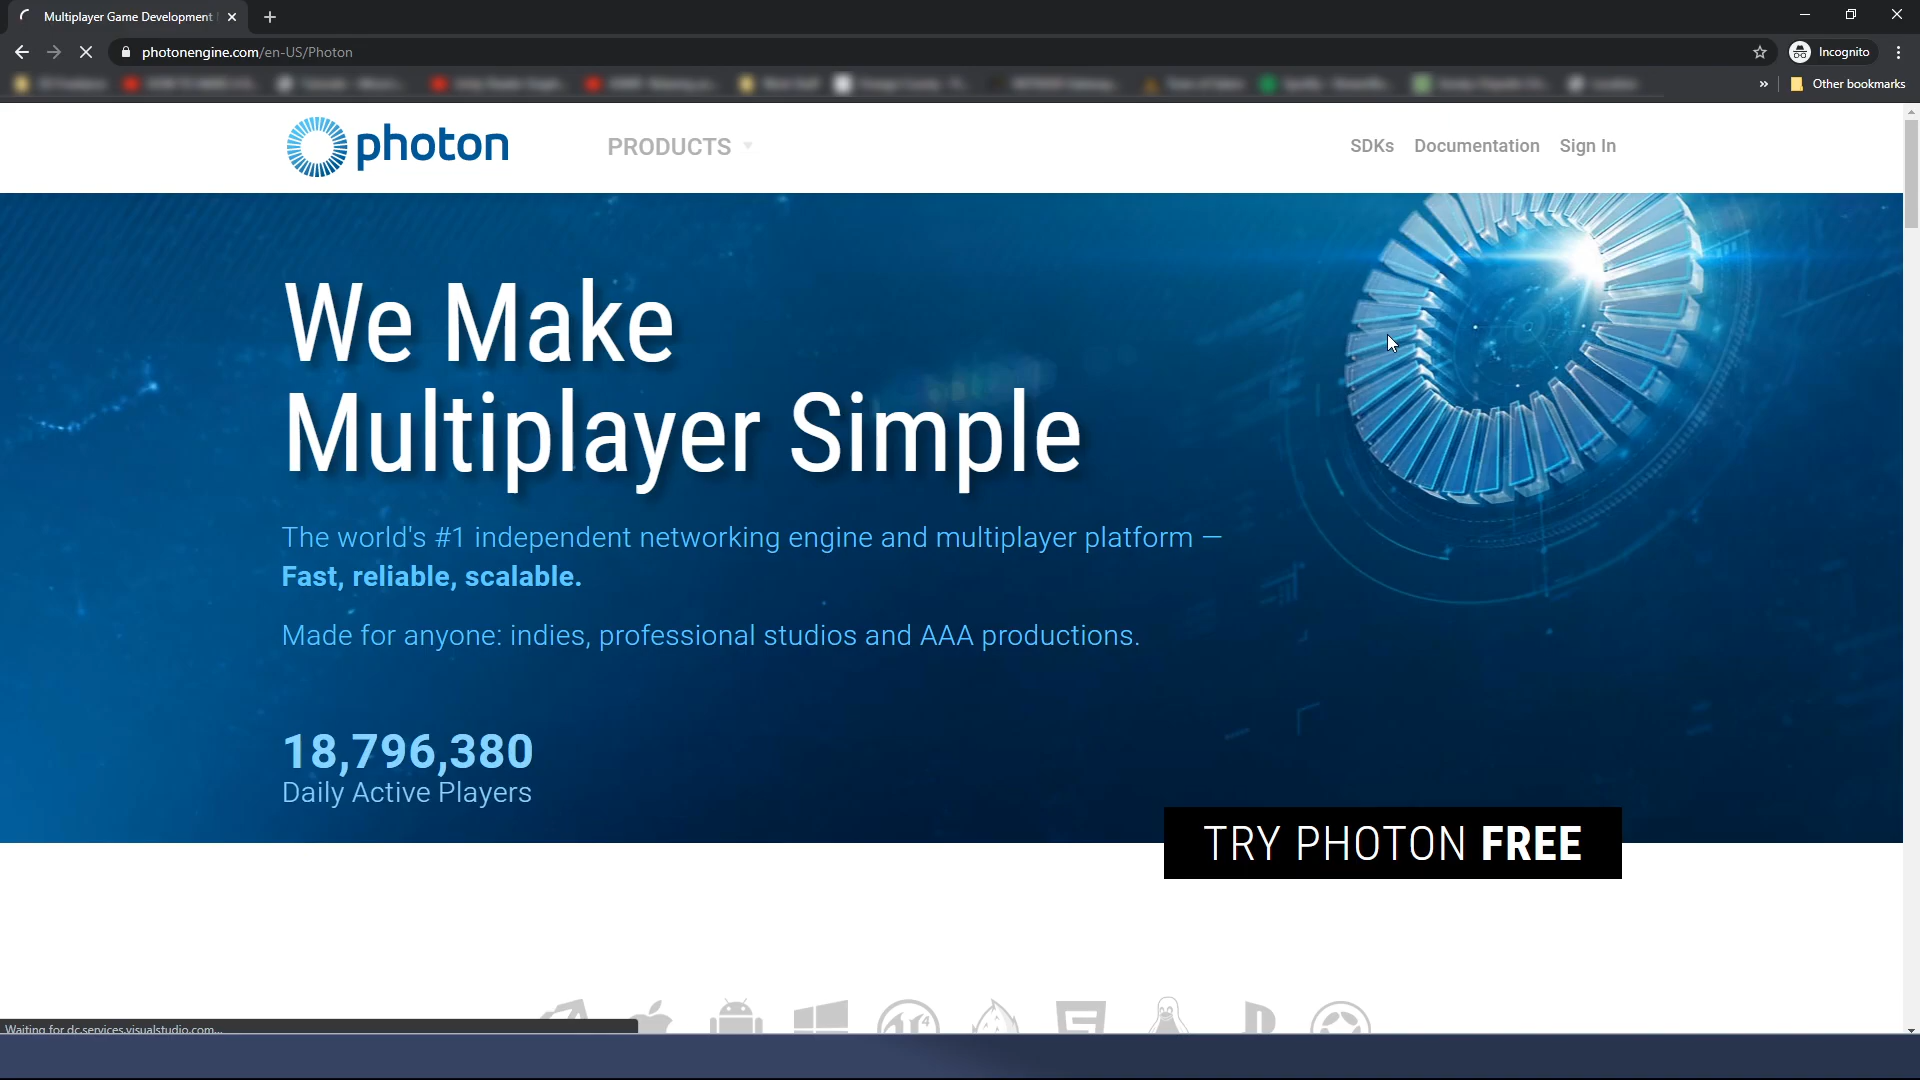 Multiplayer Game Development
photonengine.com/en-US/Photon
Incognito
»
Other bookmarks
photon
PRODUCTS
SDKs
Documentation
Sign In
We Make
Multiplayer Simple
The world's #1 independent networking engine and multiplayer platform —
Fast, reliable, scalable.
Made for anyone: indies, professional studios and AAA productions.
18,796,380
Daily Active Players
TRY PHOTON FREE
Waiting for dc.services.visualstudio.com...